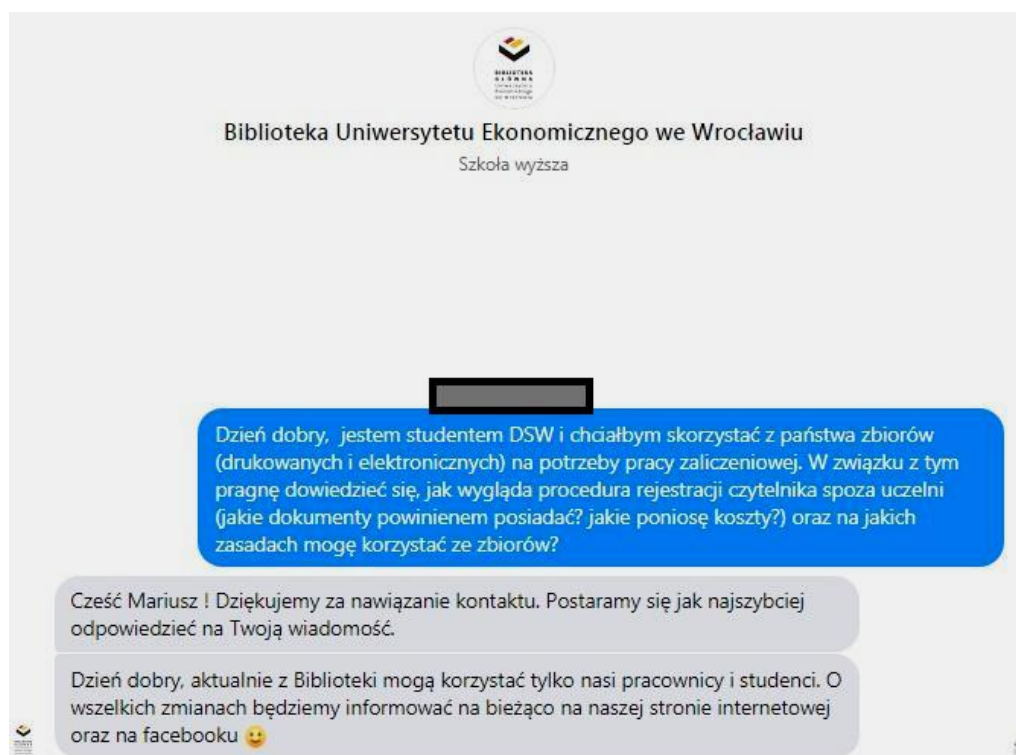 BIBLIOTEKA
GŁÓWNA
Biblioteka Uniwersytetu Ekonomicznego we Wrocławiu
Szkoła wyższa
Dzień dobry,  jestem studentem DSW i chciałbym skorzystać z państwa zbiorów
(drukowanych i elektronicznych) na potrzeby pracy zaliczeniowej. W związku z tym
pragnę dowiedzieć się, jak wygląda procedura rejestracji czytelnika spoza uczelni
(jakie dokumenty powinienem posiadać? jakie poniosę koszty?) oraz na jakich
zasadach mogę korzystać ze zbiorów?
Cześć Mariusz ! Dziękujemy za nawiązanie kontaktu. Postaramy się jak najszybciej
odpowiedzieć na Twoją wiadomość.
Dzień dobry, aktualnie z Biblioteki mogą korzystać tylko nasi pracownicy i studenci. O
wszelkich zmianach będziemy informować na bieżąco na naszej stronie internetowej
oraz na facebooku 🙂